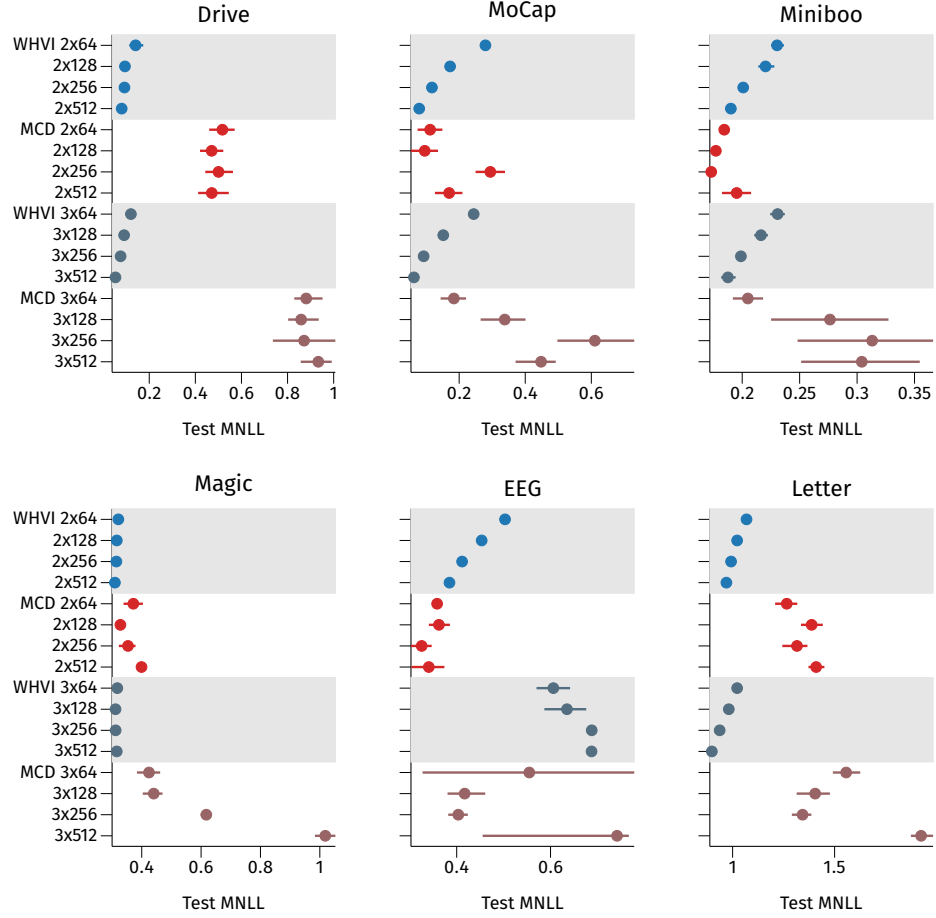 Drive MoCap Miniboo
WHVI 2x64
2x128
2x256
2x512
MCD 2x64
2x128
2x256
2x512
WHVI 3x64
3x128
3x256
3x512
MCD 3x64
3x128
3x256
3x512
0.2 0.4 0.6 0.8 1 0.2 0.4 0.6 0.2 0.25 0.3 0.35
Test MNLL Test MNLL Test MNLL
Magic EEG Letter
WHVI 2x64
2x128
2x256
2x512
MCD 2x64
2x128
2x256
2x512
WHVI 3x64
3x128
3x256
3x512
MCD 3x64
3x128
3x256
3x512
0.4 0.6 0.8 1 0.4 0.6 1 1.5
Test MNLL Test MNLL Test MNLL